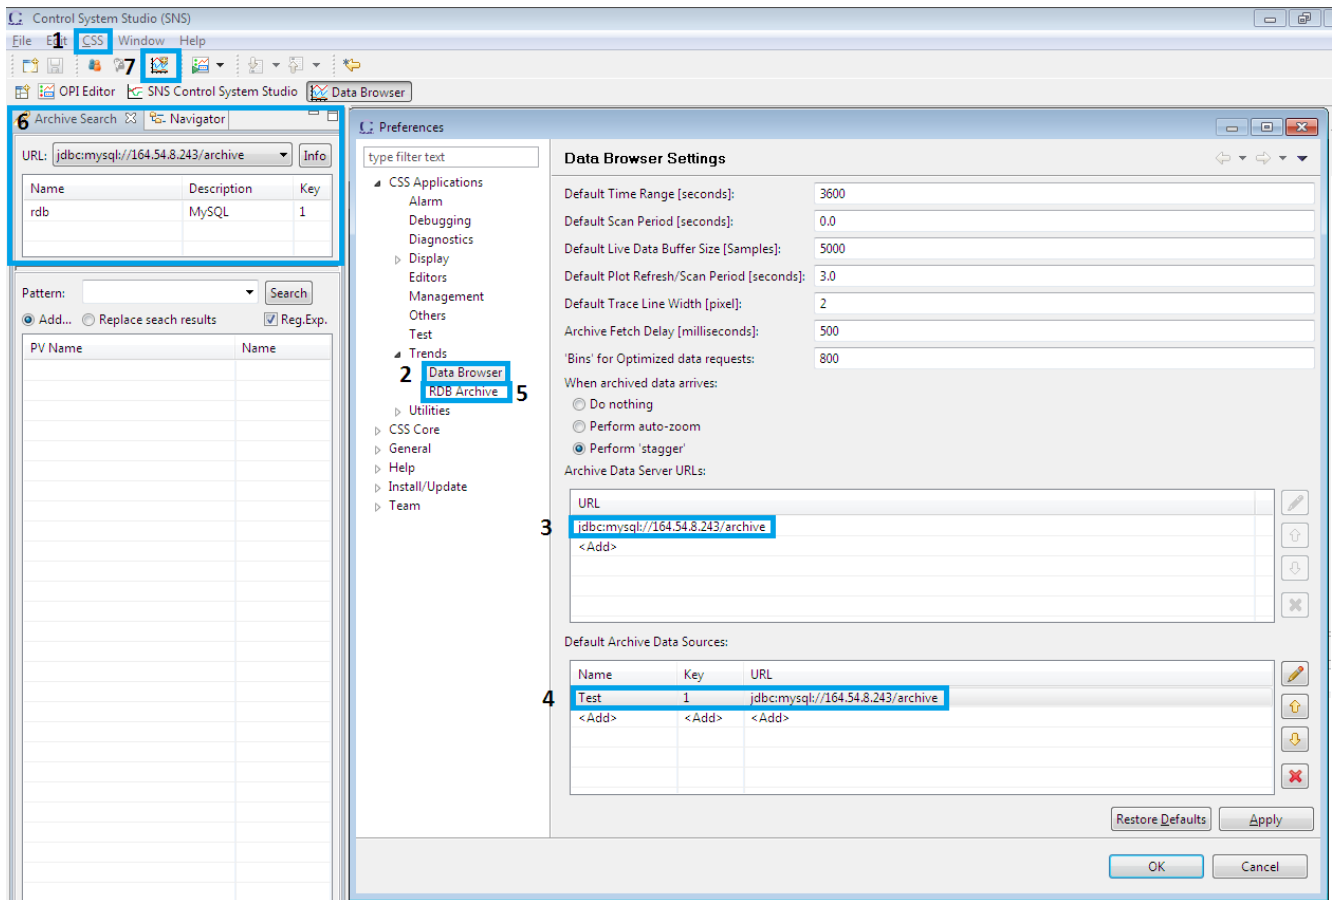 Control System Studio (SNS)
File Edit CSS Window Help
1
7
OPI Editor SNS Control System Studio Data Browser
6 Archive Search Navigator
URL: jdbc:mysql://164.54.8.243/archive Info
Name Description Key
rdb MySQL 1
Pattern: Search
Add... Replace seach results Reg.Exp.
PV Name Name
Preferences
type filter text
CSS Applications
Alarm
Debugging
Diagnostics
Display
Editors
Management
Others
Test
Trends
2 Data Browser
RDB Archive 5
Utilities
CSS Core
General
Help
Install/Update
Team
Data Browser Settings
Default Time Range [seconds]: 3600
Default Scan Period [seconds]: 0.0
Default Live Data Buffer Size [Samples]: 5000
Default Plot Refresh/Scan Period [seconds]: 3.0
Default Trace Line Width [pixel]: 2
Archive Fetch Delay [milliseconds]: 500
'Bins' for Optimized data requests: 800
When archived data arrives:
Do nothing
Perform auto-zoom
Perform 'stagger'
Archive Data Server URLs:
URL
3 jdbc:mysql://164.54.8.243/archive
<Add>
Default Archive Data Sources:
Name Key URL
4 Test 1 jdbc:mysql://164.54.8.243/archive
<Add> <Add> <Add>
Restore Defaults Apply
OK Cancel